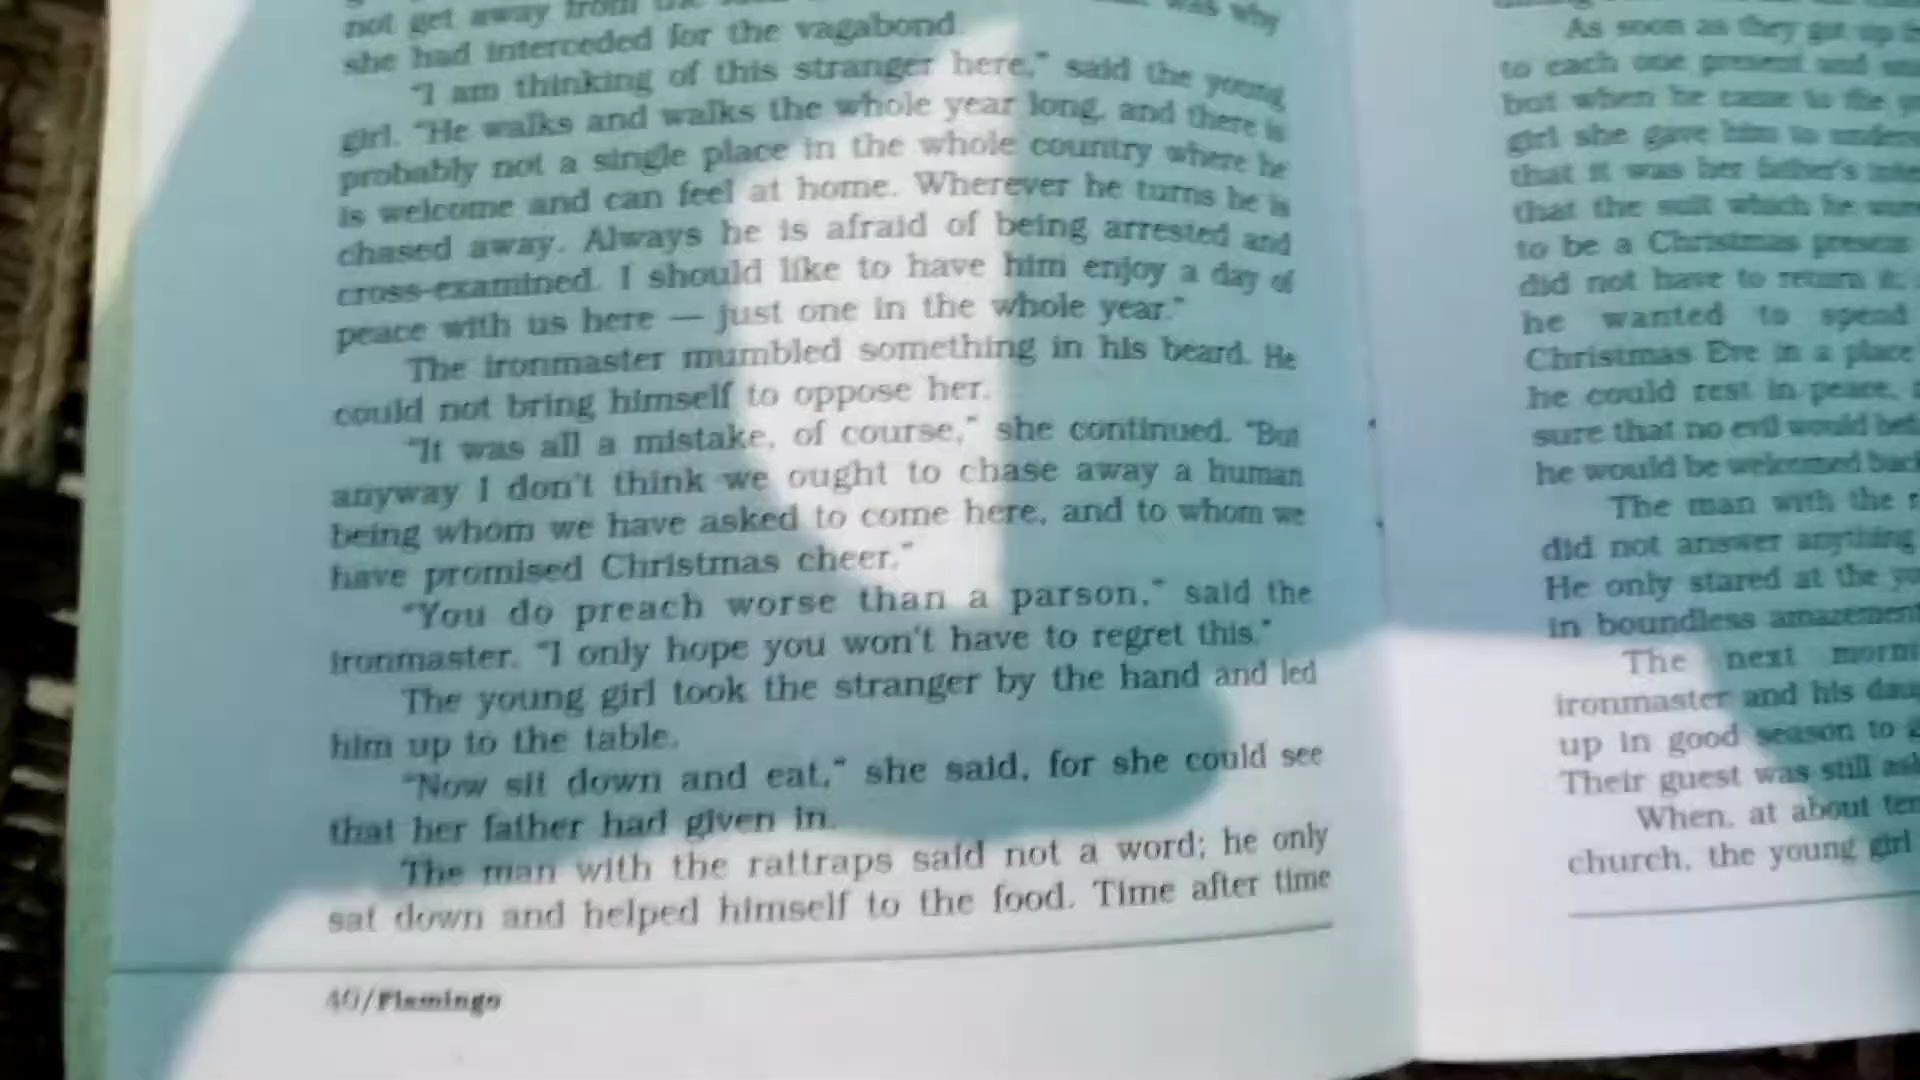 not get away from the
was why
she had interceded for the vagabond.
"I am thinking of this stranger here," said the young
girl. "He walks and walks the whole year long, and there is
probably not a single place in the whole country where he
is welcome and can feel at home. Wherever he turns he is
chased away. Always he is afraid of being arrested and
cross-examined. I should like to have him enjoy a day of
peace with us here — just one in the whole year."
The ironmaster mumbled something in his beard. He
could not bring himself to oppose her.
"It was all a mistake, of course," she continued. "But
anyway I don't think we ought to chase away a human
being whom we have asked to come here, and to whom we
have promised Christmas cheer."
"You do preach worse than a parson," said the
ironmaster. "I only hope you won't have to regret this."
The young girl took the stranger by the hand and led
him up to the table.
"Now sit down and eat," she said, for she could see
that her father had given in.
The man with the rattraps said not a word; he only
sat down and helped himself to the food. Time after time
40/Flamingo
As soon as they got up
to each one present and
but when he came to the
girl she gave him to
that it was her father's
that the suit which he
to be a Christmas present
did not have to return it;
he wanted to spend
Christmas Eve in a place
he could rest in peace,
sure that no evil would
he would be welcomed
The man with the
did not answer anything
He only stared at the
in boundless amazement
The next
ironmaster and his
up in good season to
Their guest was still
When, at about
church, the young girl